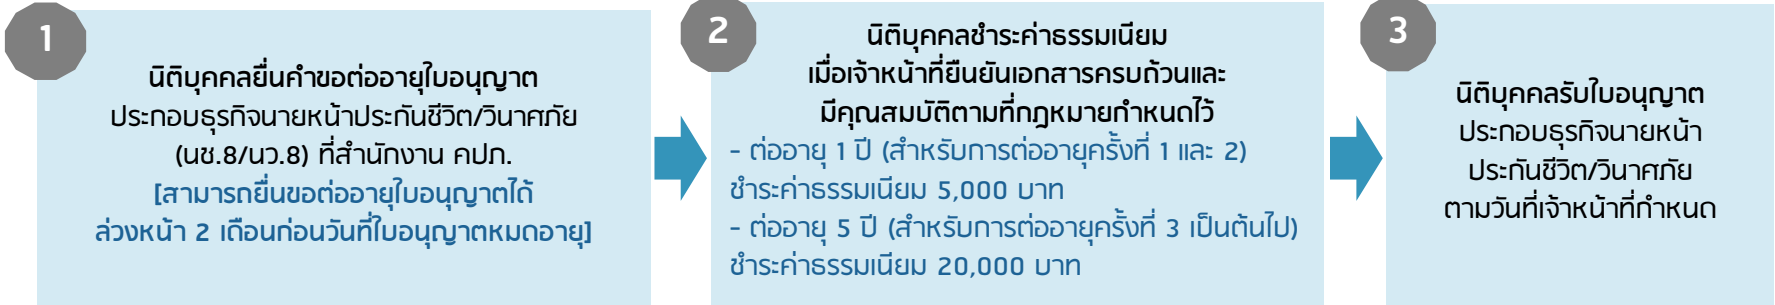 1
นิติบุคคลยื่นคำขอต่ออายุใบอนุญาต
ประกอบธุรกิจนายหน้าประกันชีวิต/วินาศภัย
(นช.8/นว.8) ที่สำนักงาน คปภ.
[สามารถยื่นขอต่ออายุใบอนุญาตได้
ล่วงหน้า 2 เดือนก่อนวันที่ใบอนุญาตหมดอายุ]
2
นิติบุคคลชำระค่าธรรมเนียม
เมื่อเจ้าหน้าที่ยืนยันเอกสารครบถ้วนและ
มีคุณสมบัติตามที่กฎหมายกำหนดไว้
- ต่ออายุ 1 ปี (สำหรับการต่ออายุครั้งที่ 1 และ 2)
ชำระค่าธรรมเนียม 5,000 บาท
- ต่ออายุ 5 ปี (สำหรับการต่ออายุครั้งที่ 3 เป็นต้นไป)
ชำระค่าธรรมเนียม 20,000 บาท
3
นิติบุคคลรับใบอนุญาต
ประกอบธุรกิจนายหน้า
ประกันชีวิต/วินาศภัย
ตามวันที่เจ้าหน้าที่กำหนด